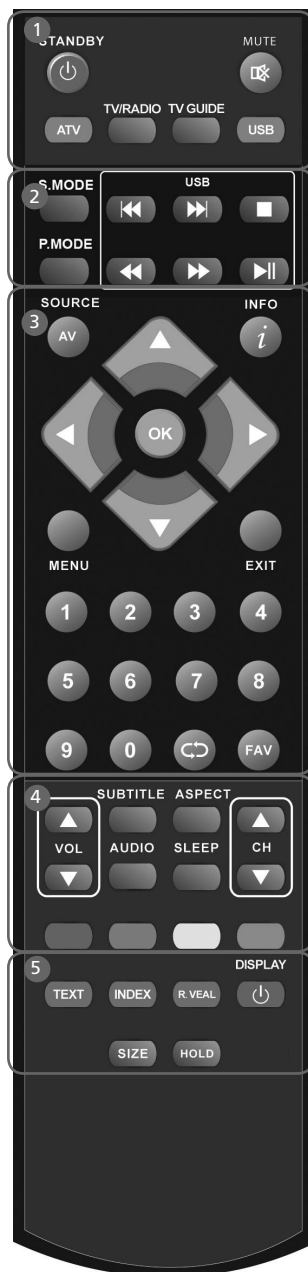 1
STANDBY MUTE
TV/RADIO TV GUIDE
ATV USB
2
S.MODE USB
P.MODE
3
SOURCE INFO
AV i
OK
MENU EXIT
1 2 3 4
5 6 7 8
9 0 FAV
4
SUBTITLE ASPECT
VOL AUDIO SLEEP CH
5
DISPLAY
TEXT INDEX R.VEAL
SIZE HOLD